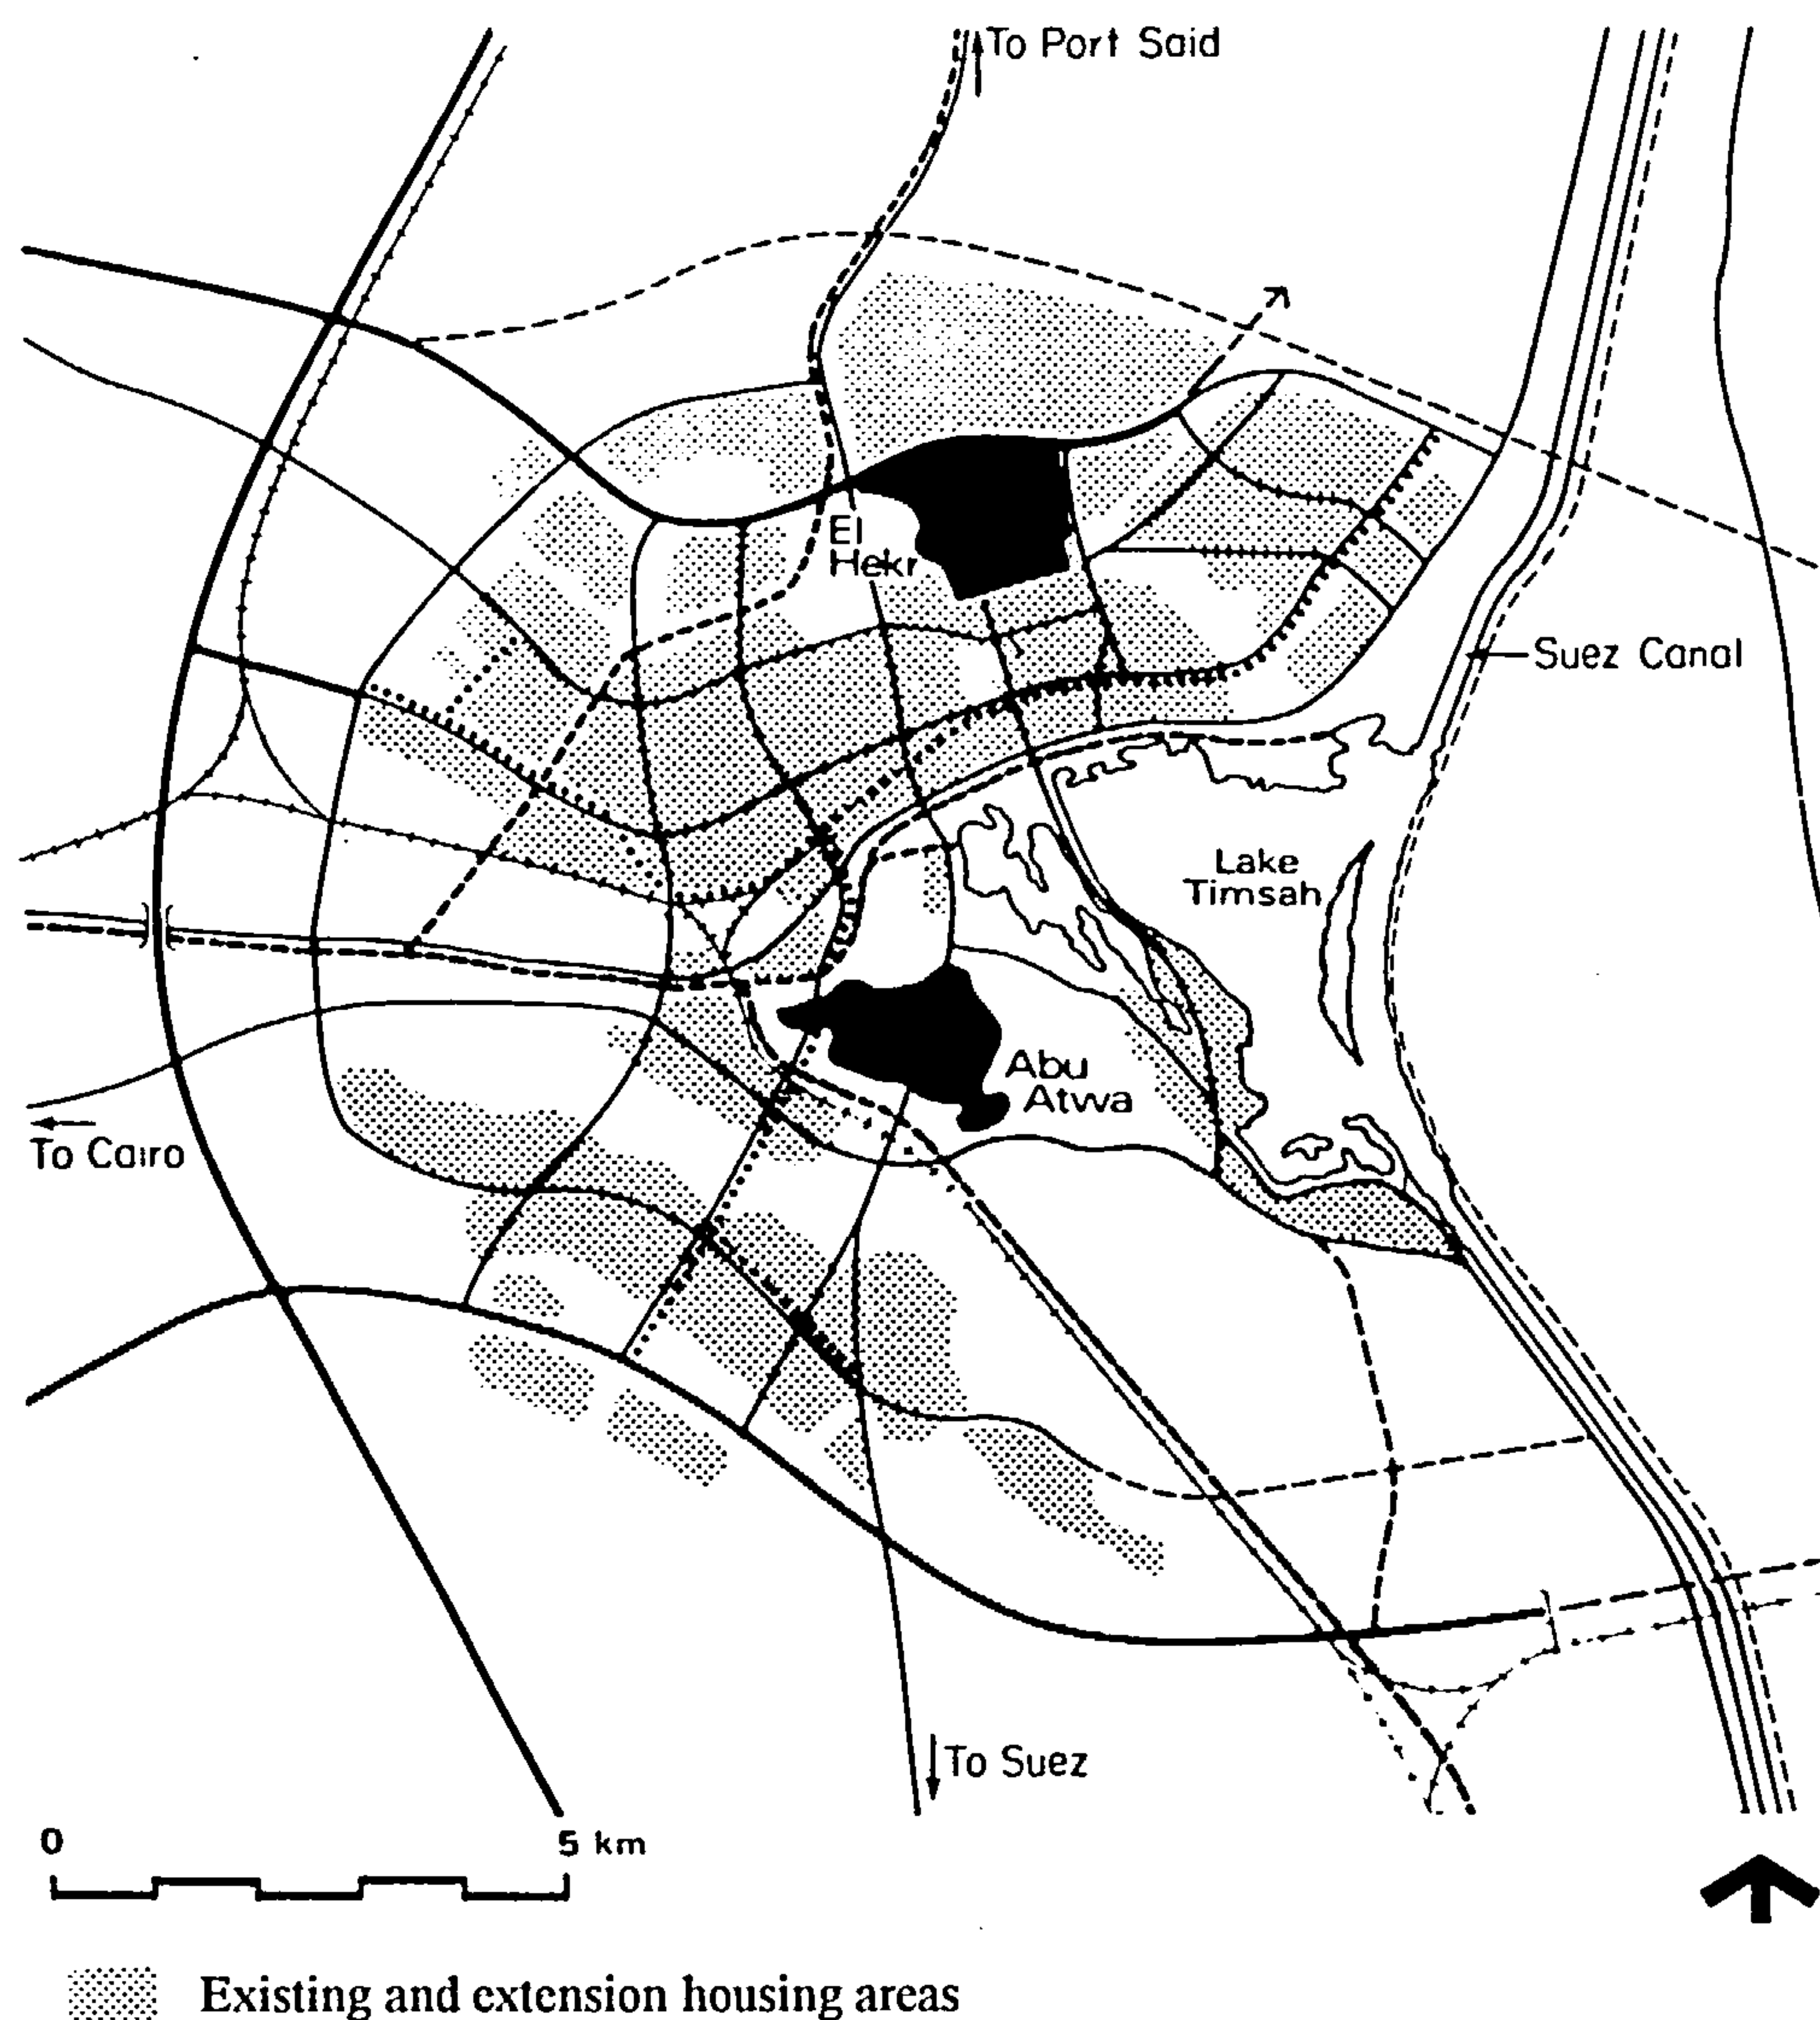 To Port Said
El
Hekr
Suez Canal
Lake
Timsah
Abu
Atwa
To Cairo
To Suez
0 5 km
Existing and extension housing areas